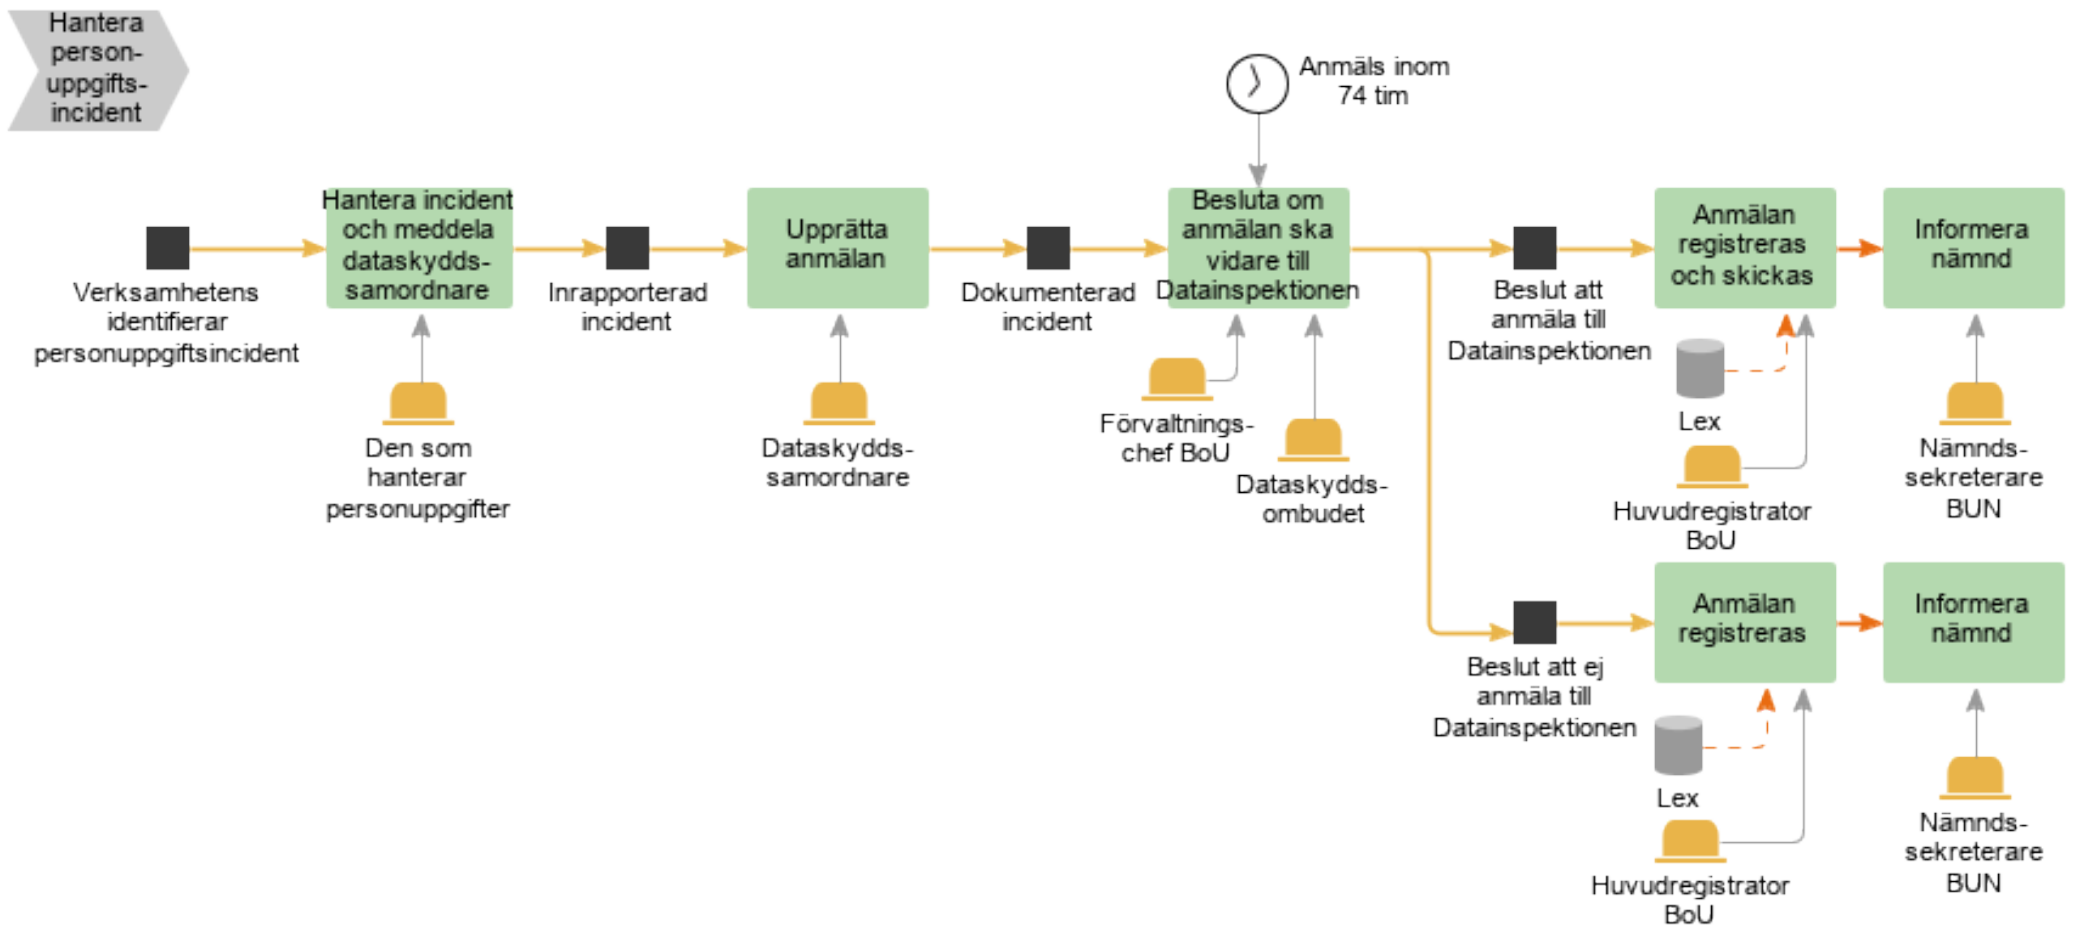 Hantera
person-
uppgifts-
incident
Anmäls inom
74 tim
Verksamhetens
identifierar
personuppgiftsincident
Hantera incident
och meddela
dataskydds-
samordnare
Den som
hanterar
personuppgifter
Inrapporterad
incident
Upprätta
anmälan
Dataskydds-
samordnare
Dokumenterad
incident
Besluta om
anmälan ska
vidare till
Datainspektionen
Förvaltnings-
chef BoU
Dataskydds-
ombudet
Beslut att
anmäla till
Datainspektionen
Anmälan
registreras
och skickas
Lex
Huvudregistrator
BoU
Informera
nämnd
Nämnds-
sekreterare
BUN
Beslut att ej
anmäla till
Datainspektionen
Anmälan
registreras
Lex
Huvudregistrator
BoU
Informera
nämnd
Nämnds-
sekreterare
BUN